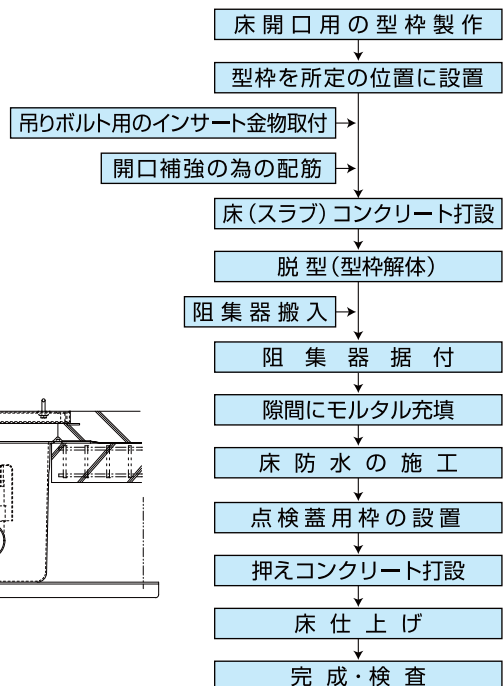 床開口用の型枠製作
型枠を所定の位置に設置
吊りボルト用のインサート金物取付
開口補強の為の配筋
床（スラブ）コンクリート打設
脱型（型枠解体）
阻集器搬入
阻集器据付
隙間にモルタル充填
床防水の施工
点検蓋用枠の設置
押えコンクリート打設
床仕上げ
完成・検査